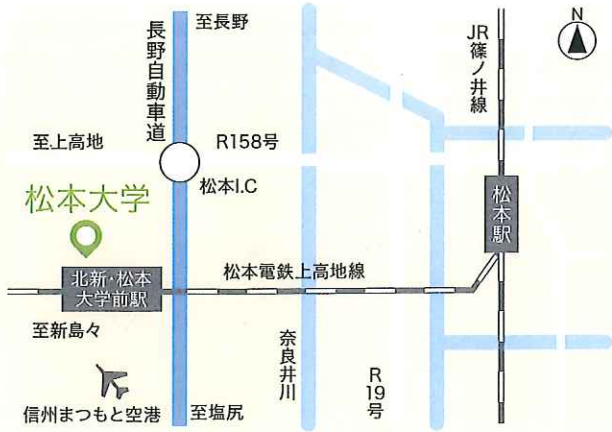 至長野
長野自動車道
JR篠ノ井線
N
至上高地
R158号
松本I.C
松本大学
松本駅
北新・松本
大学前駅
松本電鉄上高地線
至新島々
奈良井川
R19号
信州まつもと空港
至塩尻